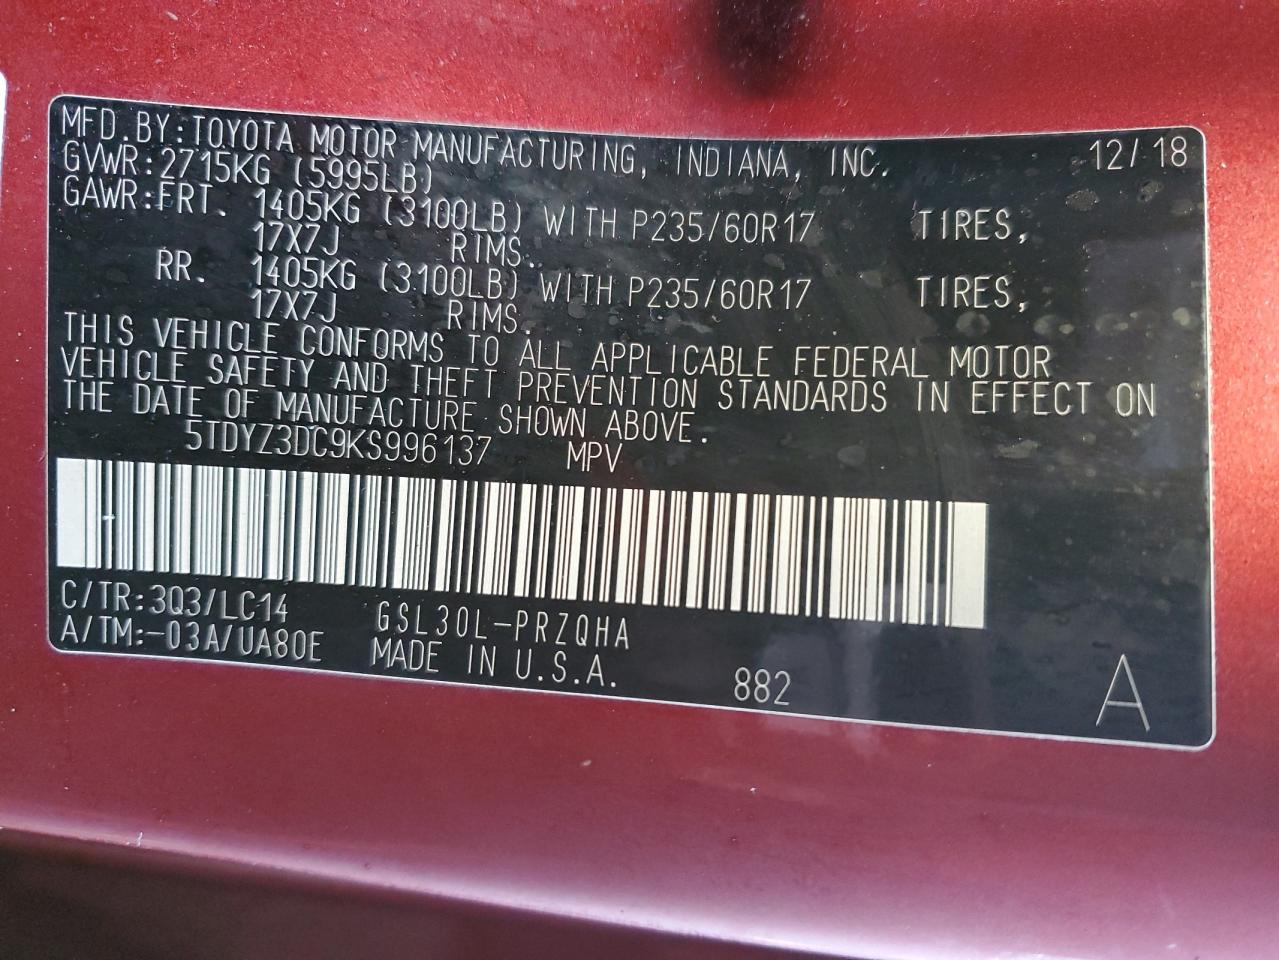 MFD.BY:TOYOTA MOTOR MANUFACTURING, INDIANA, INC. 12/18
GVWR:2715KG (5995LB)
GAWR:FRT. 1405KG (3100LB) WITH P235/60R17 TIRES,
17X7J RIMS.
RR. 1405KG (3100LB) WITH P235/60R17 TIRES,
17X7J RIMS.
THIS VEHICLE CONFORMS TO ALL APPLICABLE FEDERAL MOTOR
VEHICLE SAFETY AND THEFT PREVENTION STANDARDS IN EFFECT ON
THE DATE OF MANUFACTURE SHOWN ABOVE.
5TDYZ3DC9KS996137 MPV
C/TR:3Q3/LC14 GSL30L-PRZQHA
A/TM:-03A/UA80E MADE IN U.S.A. 882 A